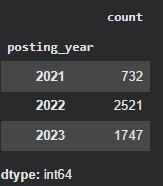 count
posting_year
2021 732
2022 2521
2023 1747
dtype: int64